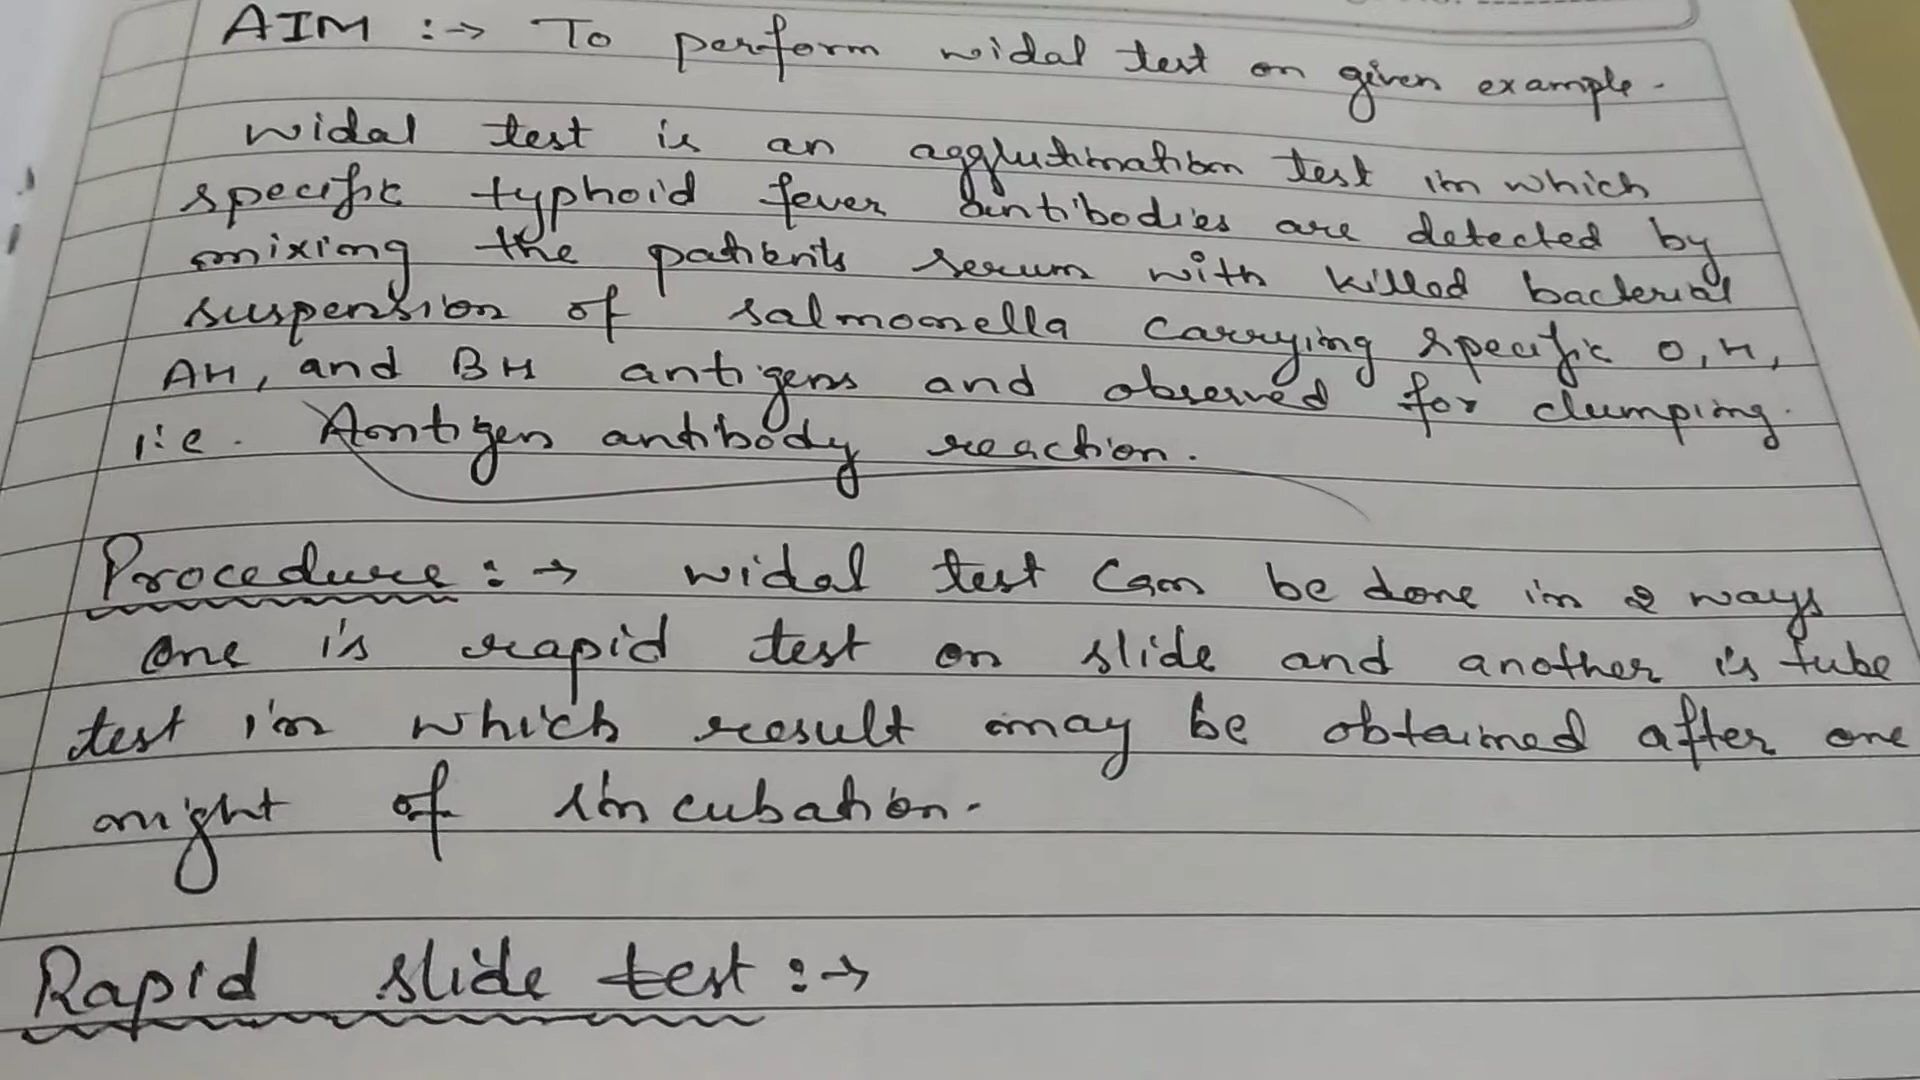 AIM :→ To perform widal test on given example.
widal test is an agglutination test in which
specific typhoid fever antibodies are detected by
mixing the patients serum with killed bacterial
suspension of salmonella carrying specific O, H,
AH, and BH antigens and observed for clumping.
i.e. Antigen antibody reaction.
Procedure :→ widal test can be done in 2 ways
one is rapid test on slide and another is tube
test in which result may be obtained after one
night of incubation.
Rapid slide test :→